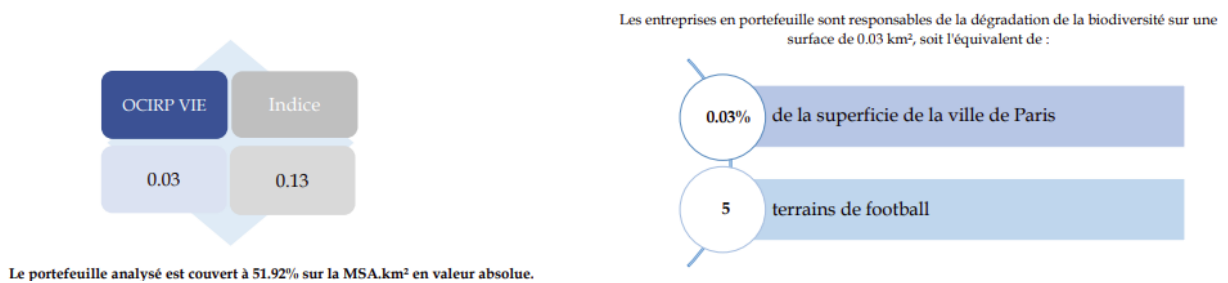 OCIRP VIE Indice
0.03 0.13
Le portefeuille analysé est couvert à 51.92% sur la MSA.km² en valeur absolue.
Les entreprises en portefeuille sont responsables de la dégradation de la biodiversité sur une
surface de 0.03 km², soit l'équivalent de :
0.03% de la superficie de la ville de Paris
5 terrains de football